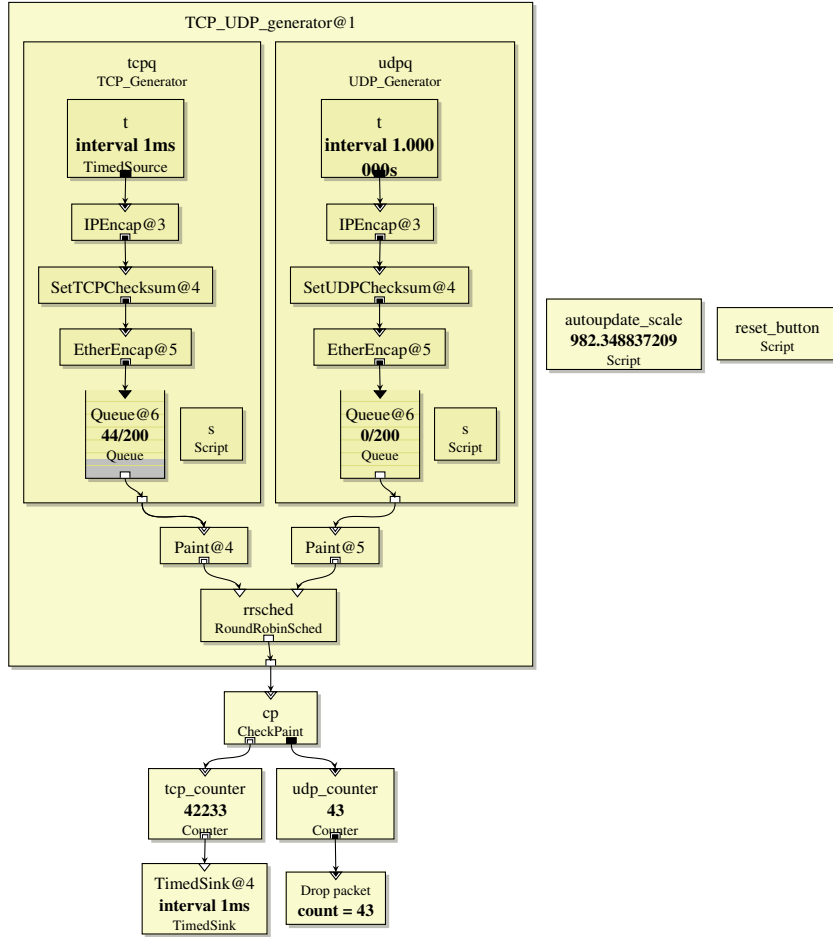 TCP_UDP_generator@1
tcpq
TCP_Generator
t
interval 1ms
TimedSource
IPEncap@3
SetTCPChecksum@4
EtherEncap@5
Queue@6
44/200
Queue
s
Script
udpq
UDP_Generator
t
interval 1.000
000s
IPEncap@3
SetUDPChecksum@4
EtherEncap@5
Queue@6
0/200
Queue
s
Script
Paint@4
Paint@5
rrsched
RoundRobinSched
autoupdate_scale
982.348837209
Script
reset_button
Script
cp
CheckPaint
tcp_counter
42233
Counter
udp_counter
43
Counter
TimedSink@4
interval 1ms
TimedSink
Drop packet
count = 43